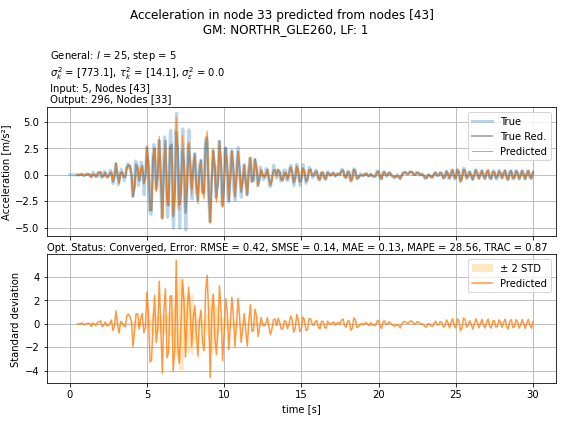 Acceleration in node 33 predicted from nodes [43]
GM: NORTHR_GLE260, LF: 1
General: l = 25, step = 5
σ²ₖ = [773.1], τ²ₖ = [14.1], σ²ε = 0.0
Input: 5, Nodes [43]
Output: 296, Nodes [33]
Acceleration [m/s²]
5.0
2.5
0.0
−2.5
−5.0
True
True Red.
Predicted
Opt. Status: Converged, Error: RMSE = 0.42, SMSE = 0.14, MAE = 0.13, MAPE = 28.56, TRAC = 0.87
Standard deviation
4
2
0
−2
−4
± 2 STD
Predicted
0 5 10 15 20 25 30
time [s]